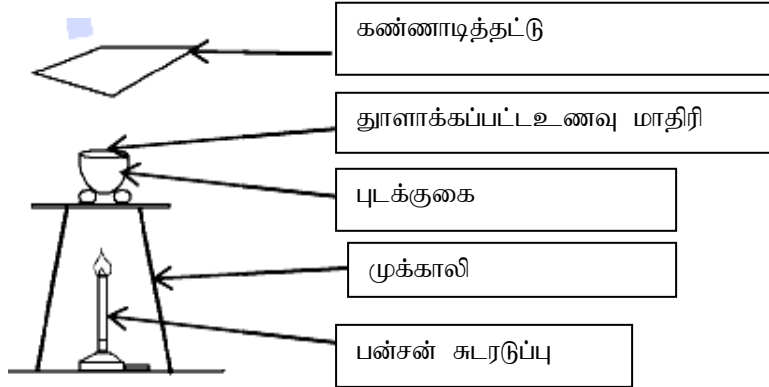 கண்ணாடித்தட்டு
துாளாக்கப்பட்டஉணவு மாதிரி
புடக்குகை
முக்காலி
பன்சன் சுடரடுப்பு